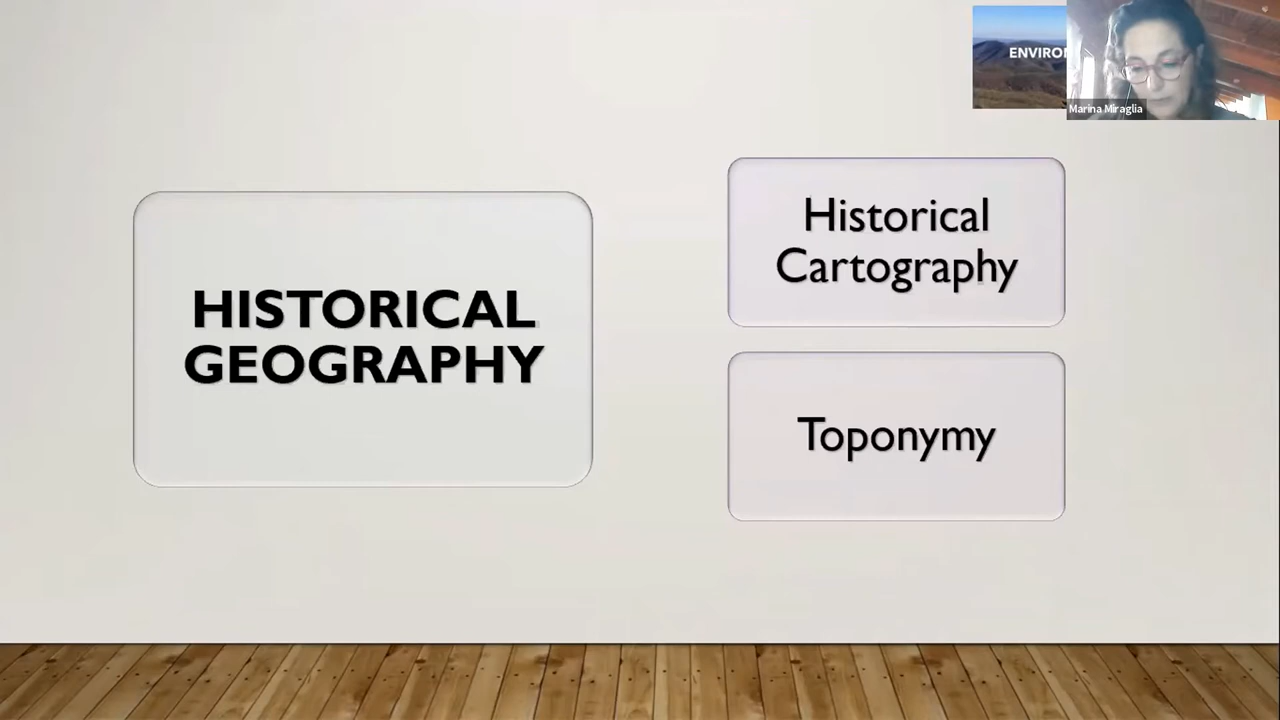 ENVIRON
Marina Miraglia
HISTORICAL
GEOGRAPHY
Historical
Cartography
Toponymy